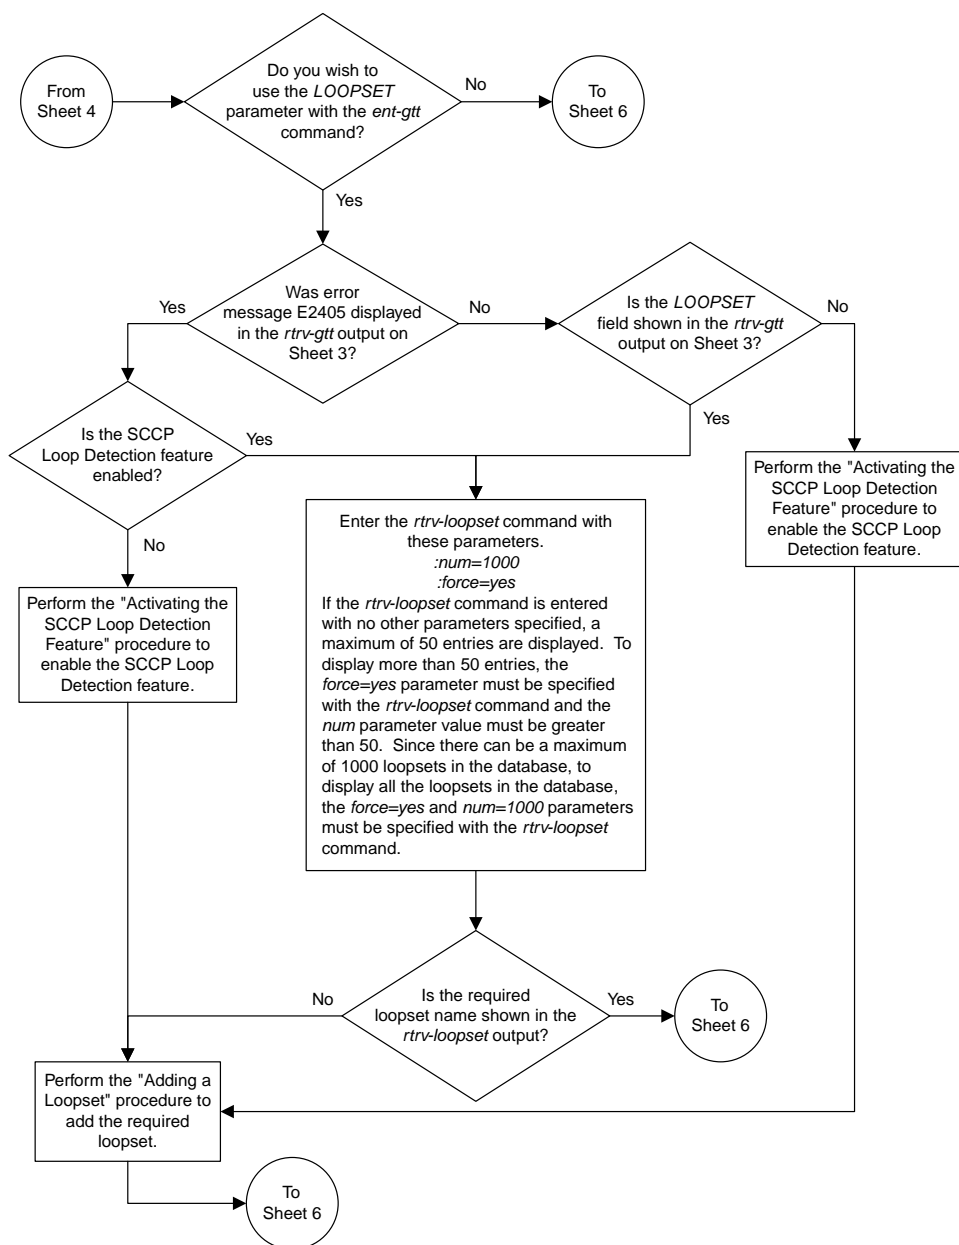 From
Sheet 4
Do you wish to
use the LOOPSET
parameter with the ent-gtt
command?
No
To
Sheet 6
Yes
Was error
message E2405 displayed
in the rtrv-gtt output on
Sheet 3?
Yes
No
Is the LOOPSET
field shown in the rtrv-gtt
output on Sheet 3?
No
Yes
Is the SCCP
Loop Detection feature
enabled?
Yes
No
Perform the "Activating the
SCCP Loop Detection
Feature" procedure to
enable the SCCP Loop
Detection feature.
Enter the rtrv-loopset command with
these parameters.
:num=1000
:force=yes
If the rtrv-loopset command is entered
with no other parameters specified, a
maximum of 50 entries are displayed. To
display more than 50 entries, the
force=yes parameter must be specified
with the rtrv-loopset command and the
num parameter value must be greater
than 50. Since there can be a maximum
of 1000 loopsets in the database, to
display all the loopsets in the database,
the force=yes and num=1000 parameters
must be specified with the rtrv-loopset
command.
Perform the "Activating the
SCCP Loop Detection
Feature" procedure to
enable the SCCP Loop
Detection feature.
Is the required
loopset name shown in the
rtrv-loopset output?
No
Yes
To
Sheet 6
Perform the "Adding a
Loopset" procedure to
add the required
loopset.
To
Sheet 6